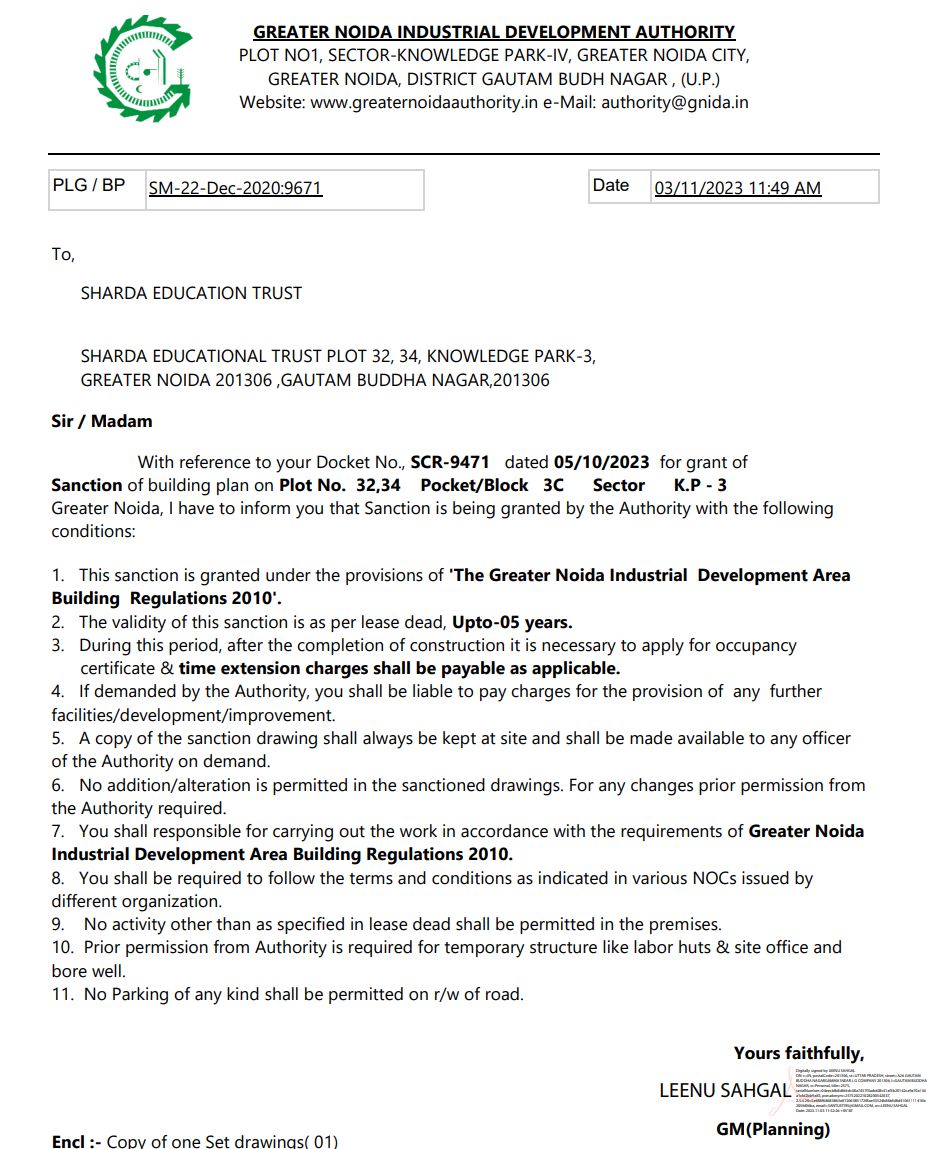 GREATER NOIDA INDUSTRIAL DEVELOPMENT AUTHORITY
PLOT NO1, SECTOR-KNOWLEDGE PARK-IV, GREATER NOIDA CITY,
GREATER NOIDA, DISTRICT GAUTAM BUDH NAGAR , (U.P.)
Website: www.greaternoidaauthority.in e-Mail: authority@gnida.in
PLG / BP SM-22-Dec-2020:9671 Date 03/11/2023 11:49 AM
To,
SHARDA EDUCATION TRUST
SHARDA EDUCATIONAL TRUST PLOT 32, 34, KNOWLEDGE PARK-3,
GREATER NOIDA 201306 ,GAUTAM BUDDHA NAGAR,201306
Sir / Madam
With reference to your Docket No., SCR-9471 dated 05/10/2023 for grant of
Sanction of building plan on Plot No. 32,34 Pocket/Block 3C Sector K.P - 3
Greater Noida, I have to inform you that Sanction is being granted by the Authority with the following
conditions:
1. This sanction is granted under the provisions of 'The Greater Noida Industrial Development Area
Building Regulations 2010'.
2. The validity of this sanction is as per lease dead, Upto-05 years.
3. During this period, after the completion of construction it is necessary to apply for occupancy
certificate & time extension charges shall be payable as applicable.
4. If demanded by the Authority, you shall be liable to pay charges for the provision of any further
facilities/development/improvement.
5. A copy of the sanction drawing shall always be kept at site and shall be made available to any officer
of the Authority on demand.
6. No addition/alteration is permitted in the sanctioned drawings. For any changes prior permission from
the Authority required.
7. You shall responsible for carrying out the work in accordance with the requirements of Greater Noida
Industrial Development Area Building Regulations 2010.
8. You shall be required to follow the terms and conditions as indicated in various NOCs issued by
different organization.
9. No activity other than as specified in lease dead shall be permitted in the premises.
10. Prior permission from Authority is required for temporary structure like labor huts & site office and
bore well.
11. No Parking of any kind shall be permitted on r/w of road.
Yours faithfully,
LEENU SAHGAL
Digitally signed by LEENU SAHGAL
GM(Planning)
Encl :- Copy of one Set drawings( 01)